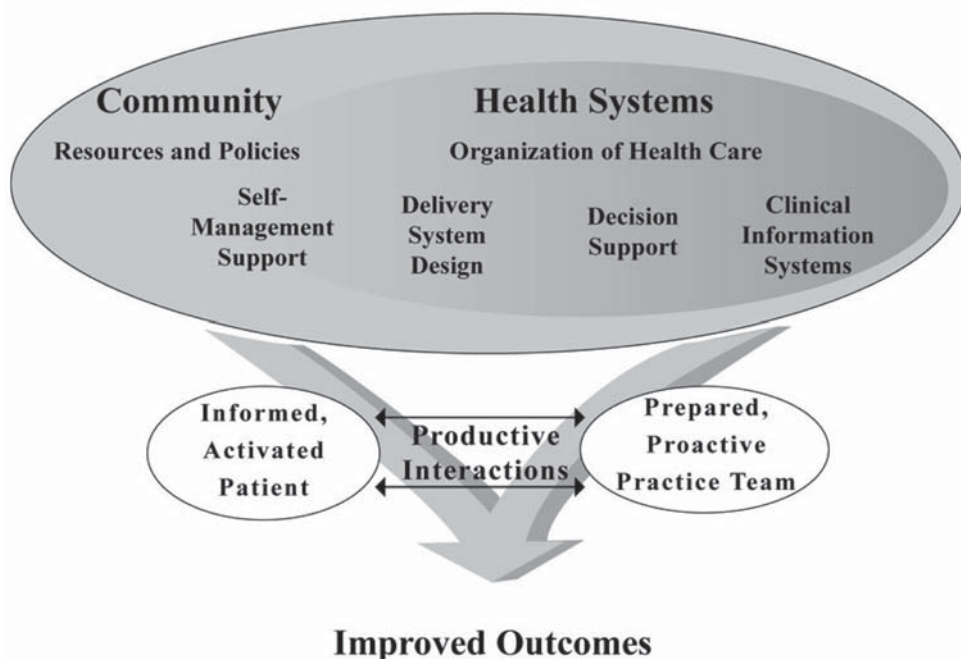 Community
Health Systems
Resources and Policies
Organization of Health Care
Self-
Management
Support
Delivery
System
Design
Decision
Support
Clinical
Information
Systems
Informed,
Activated
Patient
Productive
Interactions
Prepared,
Proactive
Practice Team
Improved Outcomes